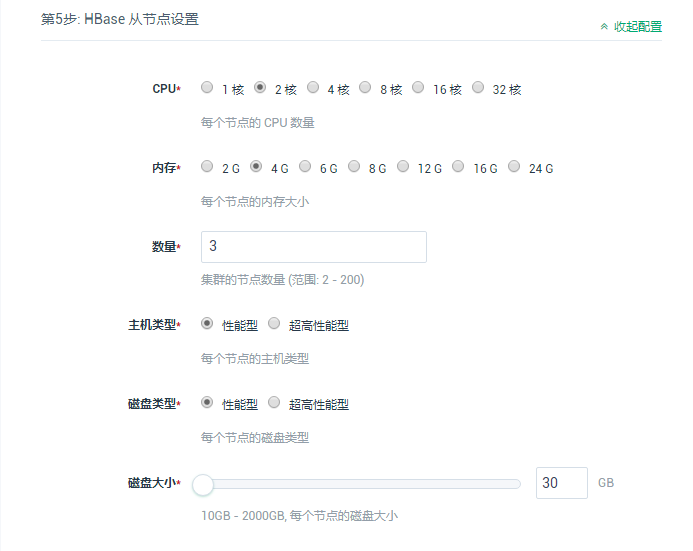 第5步: HBase 从节点设置
收起配置
CPU* 1 核 2 核 4 核 8 核 16 核 32 核
每个节点的 CPU 数量
内存* 2 G 4 G 6 G 8 G 12 G 16 G 24 G
每个节点的内存大小
数量* 3
集群的节点数量 (范围: 2 - 200)
主机类型* 性能型 超高性能型
每个节点的主机类型
磁盘类型* 性能型 超高性能型
每个节点的磁盘类型
磁盘大小* 30 GB
10GB - 2000GB, 每个节点的磁盘大小